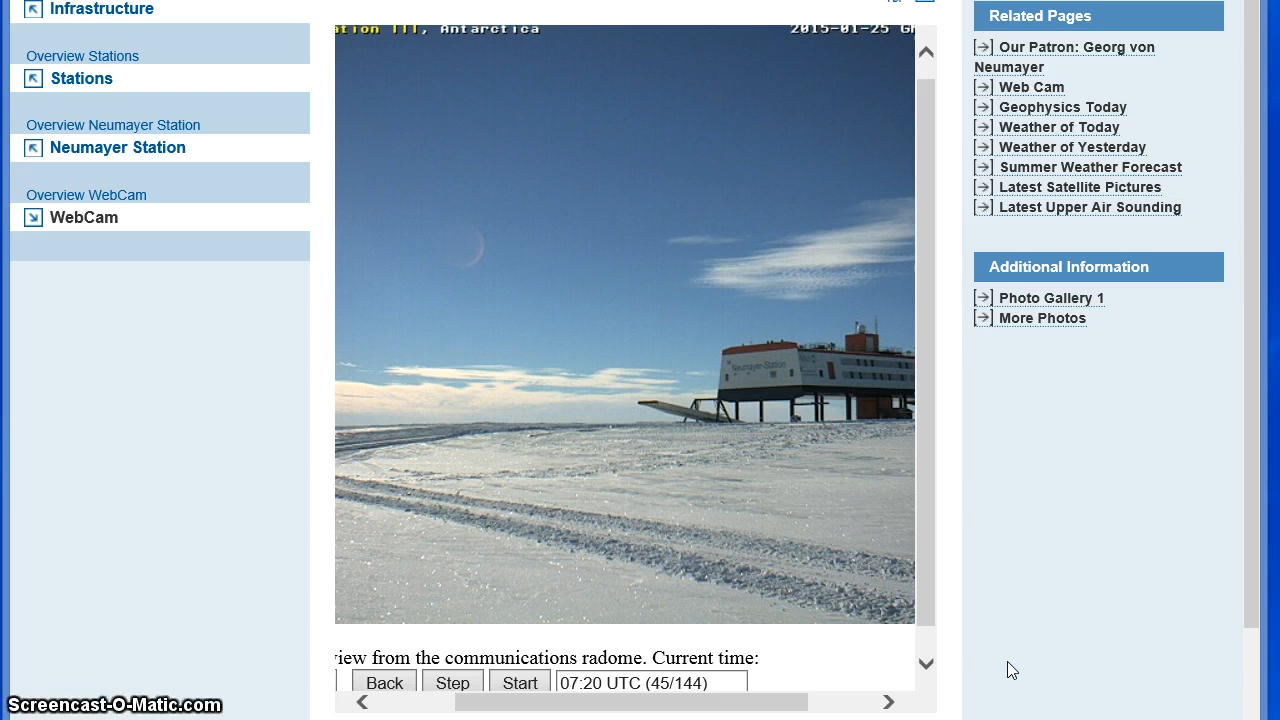 Infrastructure
Overview Stations
Stations
Overview Neumayer Station
Neumayer Station
Overview WebCam
WebCam
ation III, Antarctica 2015-01-25
Neumayer-Station
view from the communications radome. Current time:
Back Step Start 07:20 UTC (45/144)
Related Pages
Our Patron: Georg von
Neumayer
Web Cam
Geophysics Today
Weather of Today
Weather of Yesterday
Summer Weather Forecast
Latest Satellite Pictures
Latest Upper Air Sounding
Additional Information
Photo Gallery 1
More Photos
Screencast-O-Matic.com